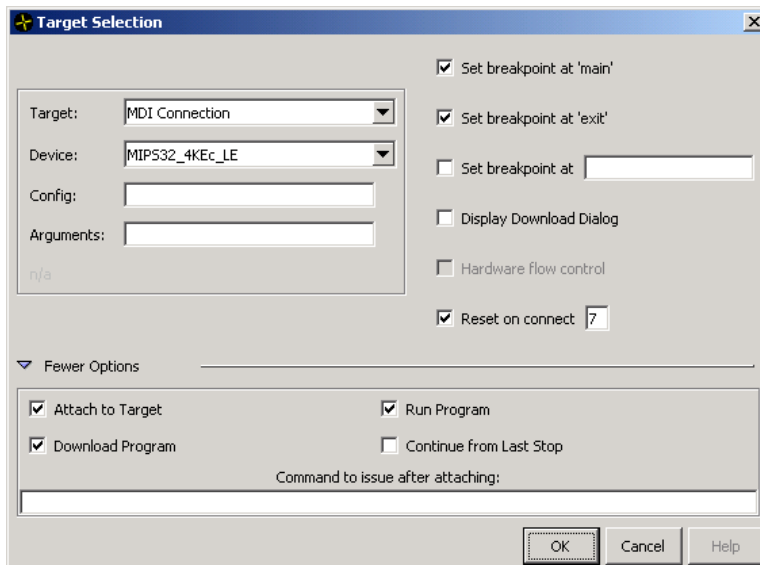 Target Selection
Target: MDI Connection
Device: MIPS32_4KEc_LE
Config:
Arguments:
n/a
Set breakpoint at 'main'
Set breakpoint at 'exit'
Set breakpoint at
Display Download Dialog
Hardware flow control
Reset on connect 7
Fewer Options
Attach to Target
Run Program
Download Program
Continue from Last Stop
Command to issue after attaching:
OK
Cancel
Help